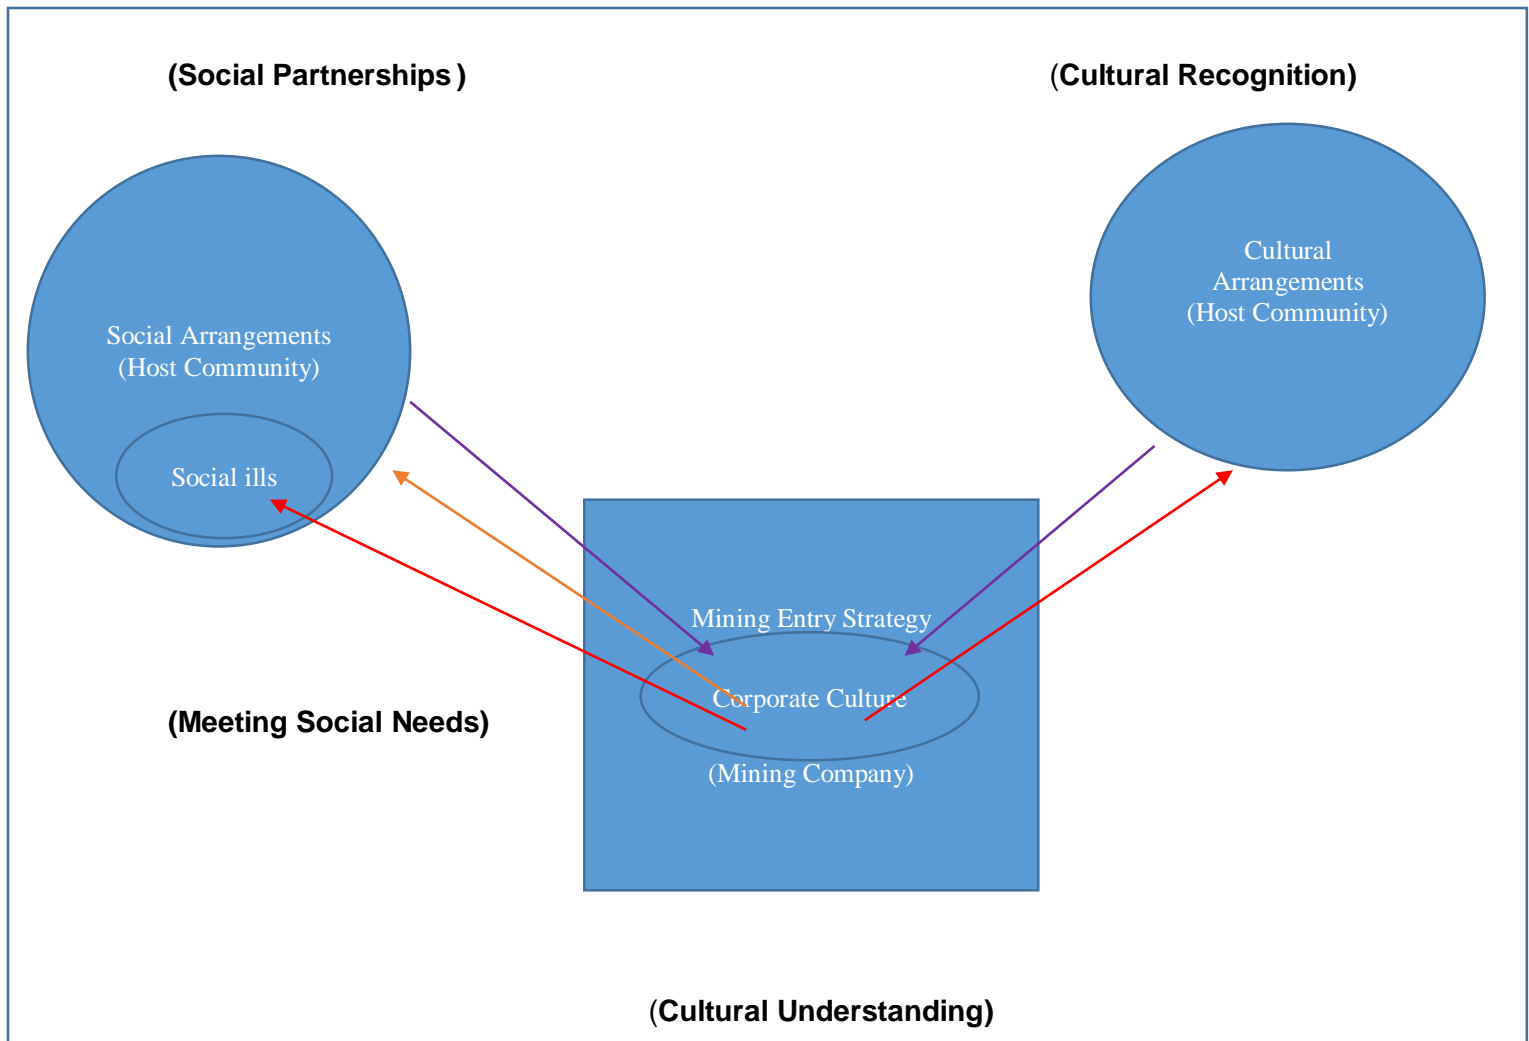 (Social Partnerships)
(Cultural Recognition)
Cultural
Arrangements
(Host Community)
Social Arrangements
(Host Community)
Social ills
Mining Entry Strategy
Corporate Culture
(Meeting Social Needs)
(Mining Company)
(Cultural Understanding)